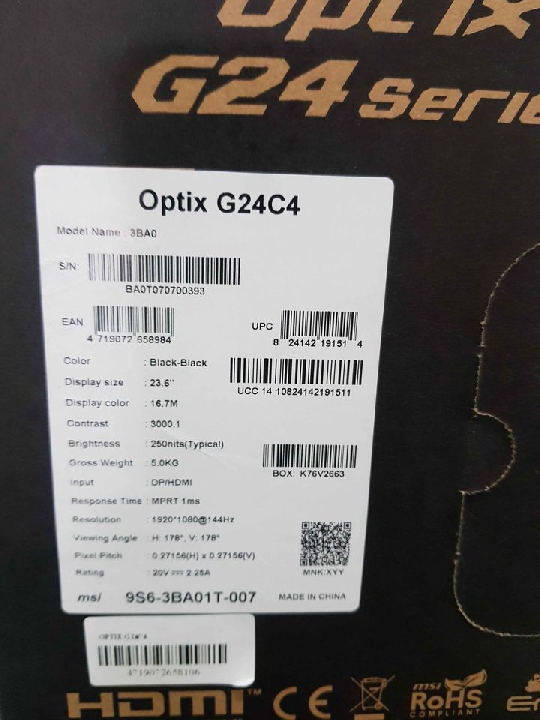 Optix
G24 Serie
Optix G24C4
Model Name : 3BA0
S/N:
BA0T070700393
EAN
4 719072 658984
UPC
8 24142 19151 4
Color : Black-Black
UCC 14 10824142191511
Display size : 23.6"
Display color : 16.7M
Contrast : 3000:1
Brightness : 250nits(Typical)
Gross Weight : 5.0KG
BOX: K76V2663
Input : DP/HDMI
Response Time : MPRT 1ms
Resolution : 1920*1080@144Hz
Viewing Angle : H: 178°, V: 178°
Pixel Pitch : 0.27156(H) x 0.27156(V)
MNK:XYY
Rating : 20V 2.25A
msi 9S6-3BA01T-007 MADE IN CHINA
OPTIX G24C4
4719072658106
HDMI™ CE msi RoHS
COMPLIANT